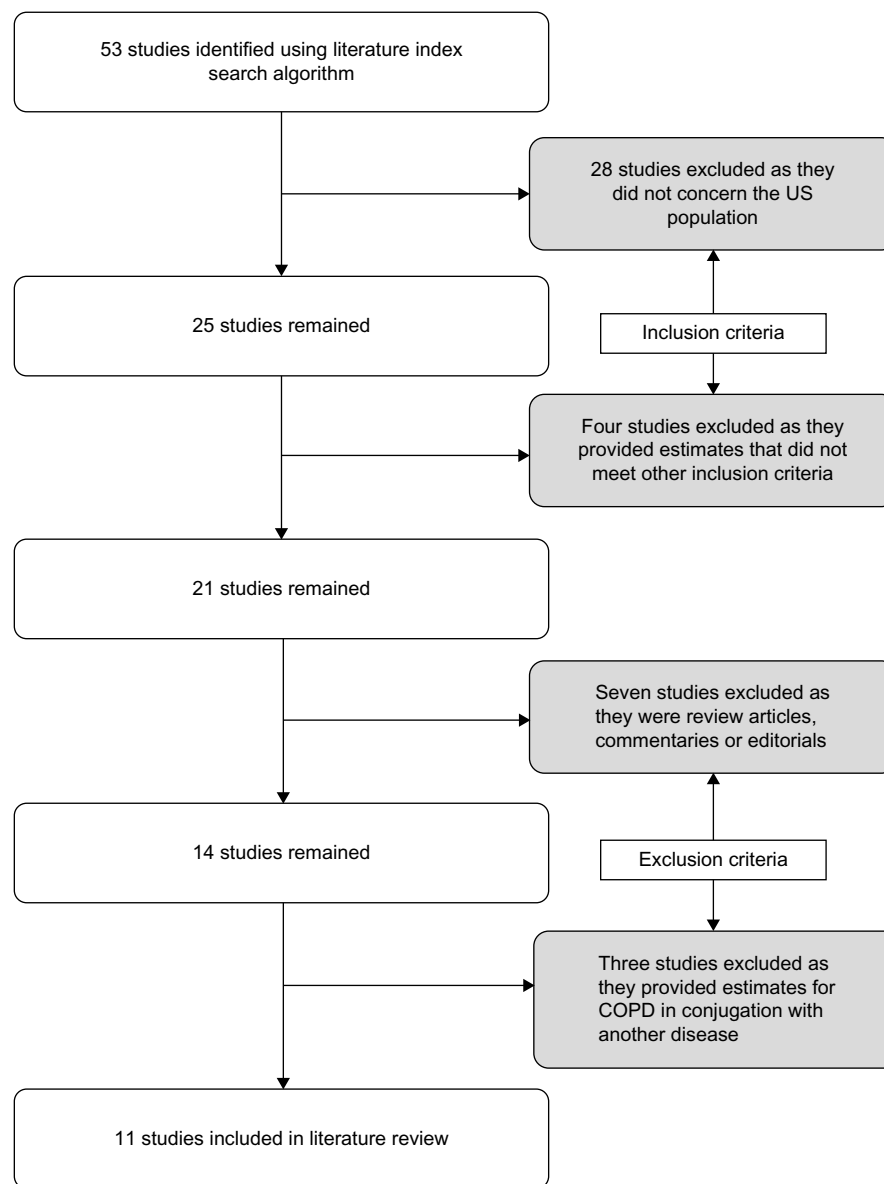 53 studies identified using literature index
search algorithm
28 studies excluded as they
did not concern the US
population
25 studies remained
Inclusion criteria
Four studies excluded as they
provided estimates that did not
meet other inclusion criteria
21 studies remained
Seven studies excluded as
they were review articles,
commentaries or editorials
14 studies remained
Exclusion criteria
Three studies excluded as
they provided estimates for
COPD in conjugation with
another disease
11 studies included in literature review